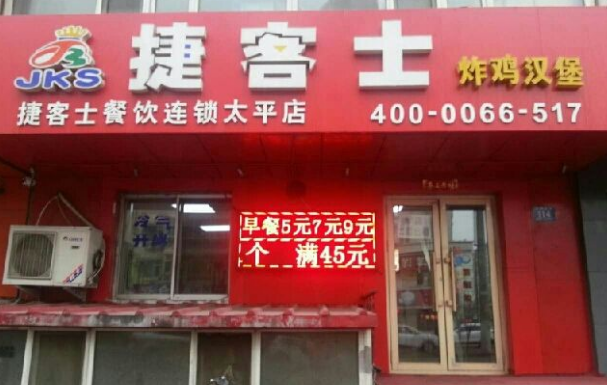 JKS
捷客士
炸鸡汉堡
捷客士餐饮连锁太平店
400-0066-517
早餐5元7元9元
个 满45元
冷气
开放